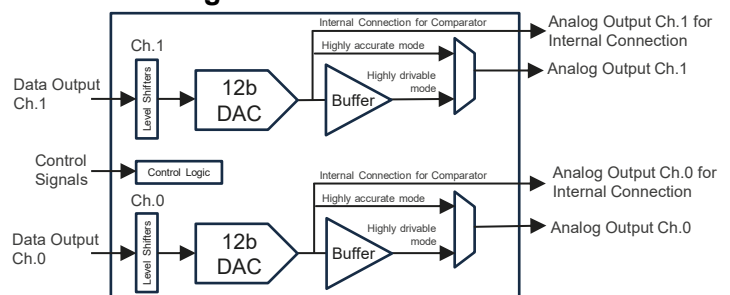 Internal Connection for Comparator
Analog Output Ch.1 for
Internal Connection
Ch.1
Highly accurate mode
Analog Output Ch.1
Data Output
Ch.1
Level Shifters
12b
DAC
Buffer
Highly drivable
mode
Control
Signals
Control Logic
Internal Connection for Comparator
Analog Output Ch.0 for
Internal Connection
Ch.0
Highly accurate mode
Analog Output Ch.0
Data Output
Ch.0
Level Shifters
12b
DAC
Buffer
Highly drivable
mode